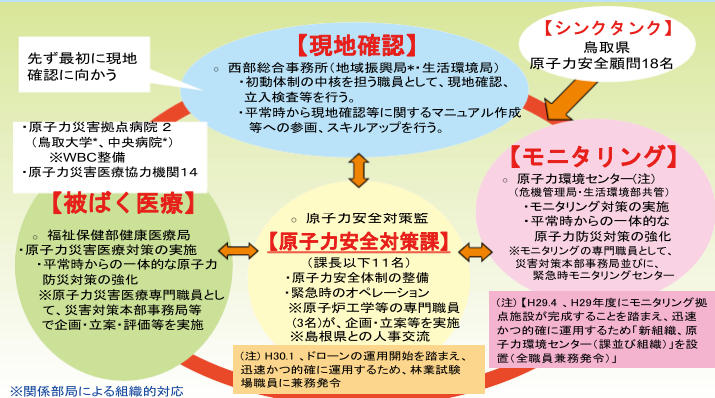 【現地確認】
先ず最初に現地
確認に向かう
○ 西部総合事務所（地域振興局*・生活環境局）
・初動体制の中核を担う職員として、現地確認、
立入検査等を行う。
・平常時から現地確認等に関するマニュアル作成
等への参画、スキルアップを行う。
【シンクタンク】
鳥取県
原子力安全顧問18名
・原子力災害拠点病院 2
（鳥取大学*、中央病院*）
※WBC整備
・原子力災害医療協力機関14
【被ばく医療】
○ 福祉保健部健康医療局
・原子力災害医療対策の実施
・平常時からの一体的な原子力
防災対策の強化
※原子力災害医療専門職員とし
て、災害対策本部事務局等
で企画・立案・評価等を実施
○ 原子力安全対策監
【原子力安全対策課】
（課長以下11名）
・原子力安全体制の整備
・緊急時のオペレーション
※原子炉工学等の専門職員
(3名)が、企画・立案等を実施
※島根県との人事交流
（注） H30.1 、ドローンの運用開始を踏まえ、
迅速かつ的確に運用するため、林業試験
場職員に兼務発令
【モニタリング】
○ 原子力環境センター（注）
（危機管理局・生活環境部共管）
・モニタリング対策の実施
・平常時からの一体的な
原子力防災対策の強化
※モニタリングの専門職員として、
災害対策本部事務局並びに、
緊急時モニタリングセンター
（注） 【H29.4 、H29年度にモニタリング拠
点施設が完成することを踏まえ、迅速
かつ的確に運用するため「新組織、原
子力環境センター（課並び組織）」を設
置（全職員兼務発令）」
※関係部局による組織的対応